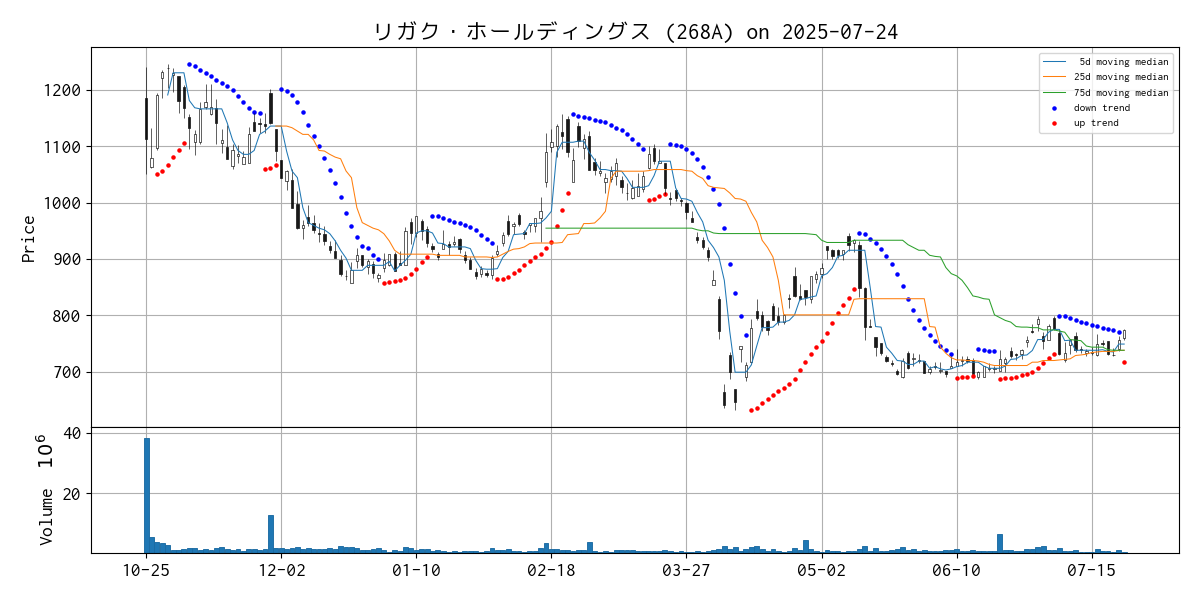 リガク・ホールディングス (268A) on 2025-07-24
5d moving median
25d moving median
75d moving median
down trend
up trend
Price
1200
1100
1000
900
800
700
Volume 10^6
40
20
10-25 12-02 01-10 02-18 03-27 05-02 06-10 07-15